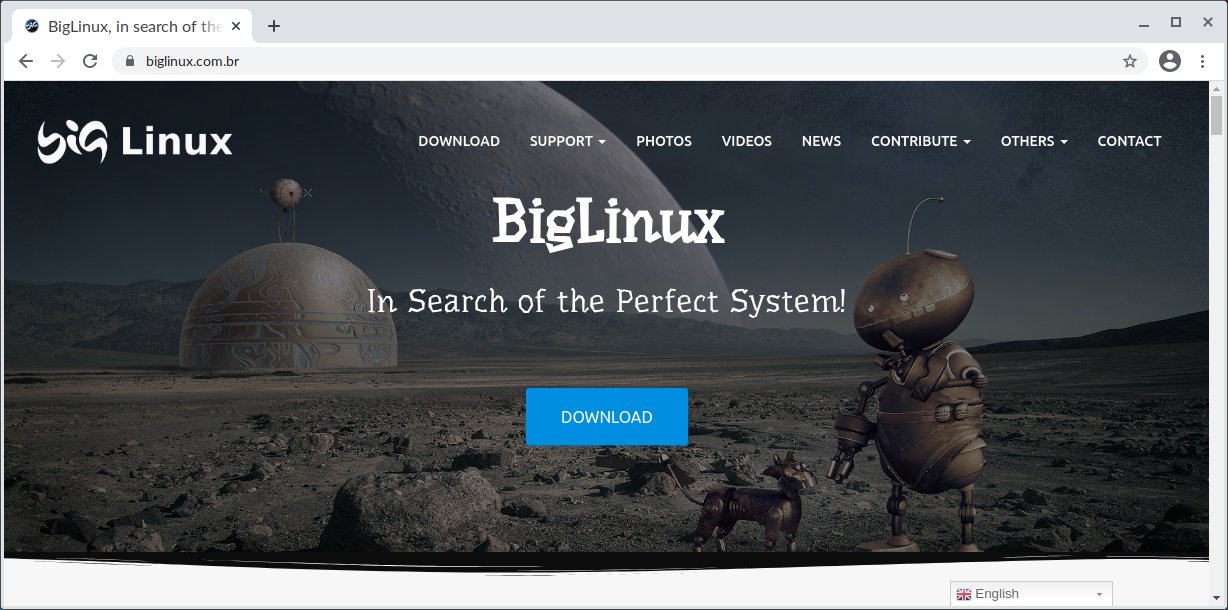 BigLinux, in search of the
biglinux.com.br
big Linux
DOWNLOAD
SUPPORT
PHOTOS
VIDEOS
NEWS
CONTRIBUTE
OTHERS
CONTACT
BigLinux
In Search of the Perfect System!
DOWNLOAD
English